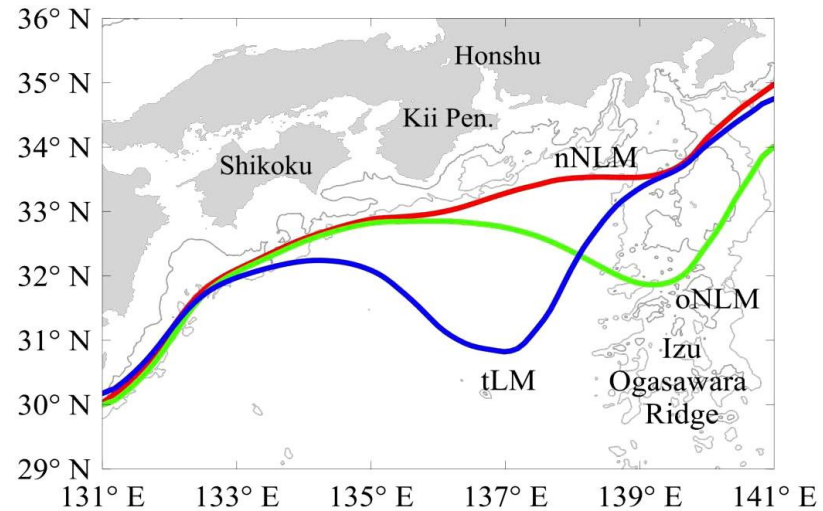 36° N
35° N
34° N
33° N
32° N
31° N
30° N
29° N
Honshu
Kii Pen.
Shikoku
nNLM
oNLM
tLM
Izu
Ogasawara
Ridge
131° E 133° E 135° E 137° E 139° E 141° E